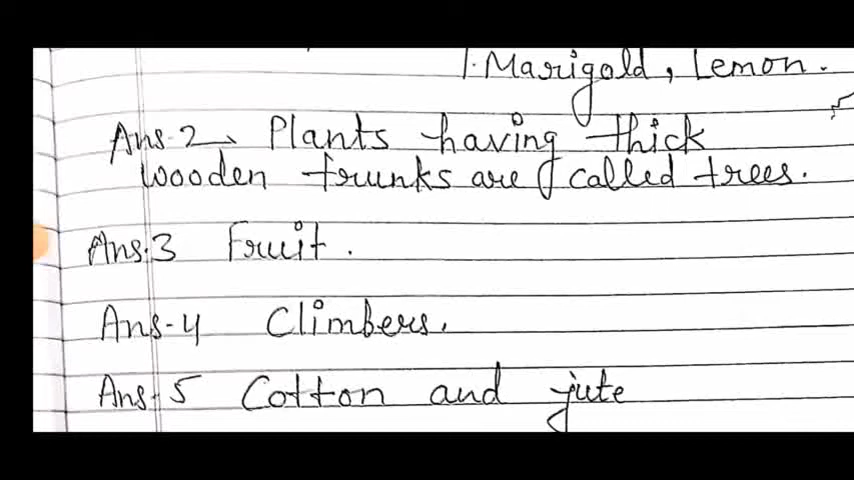 1. Marigold, Lemon.
Ans.2 Plants having thick
wooden trunks are called trees.
Ans.3 Fruit.
Ans-4 Climbers.
Ans-5 Cotton and jute